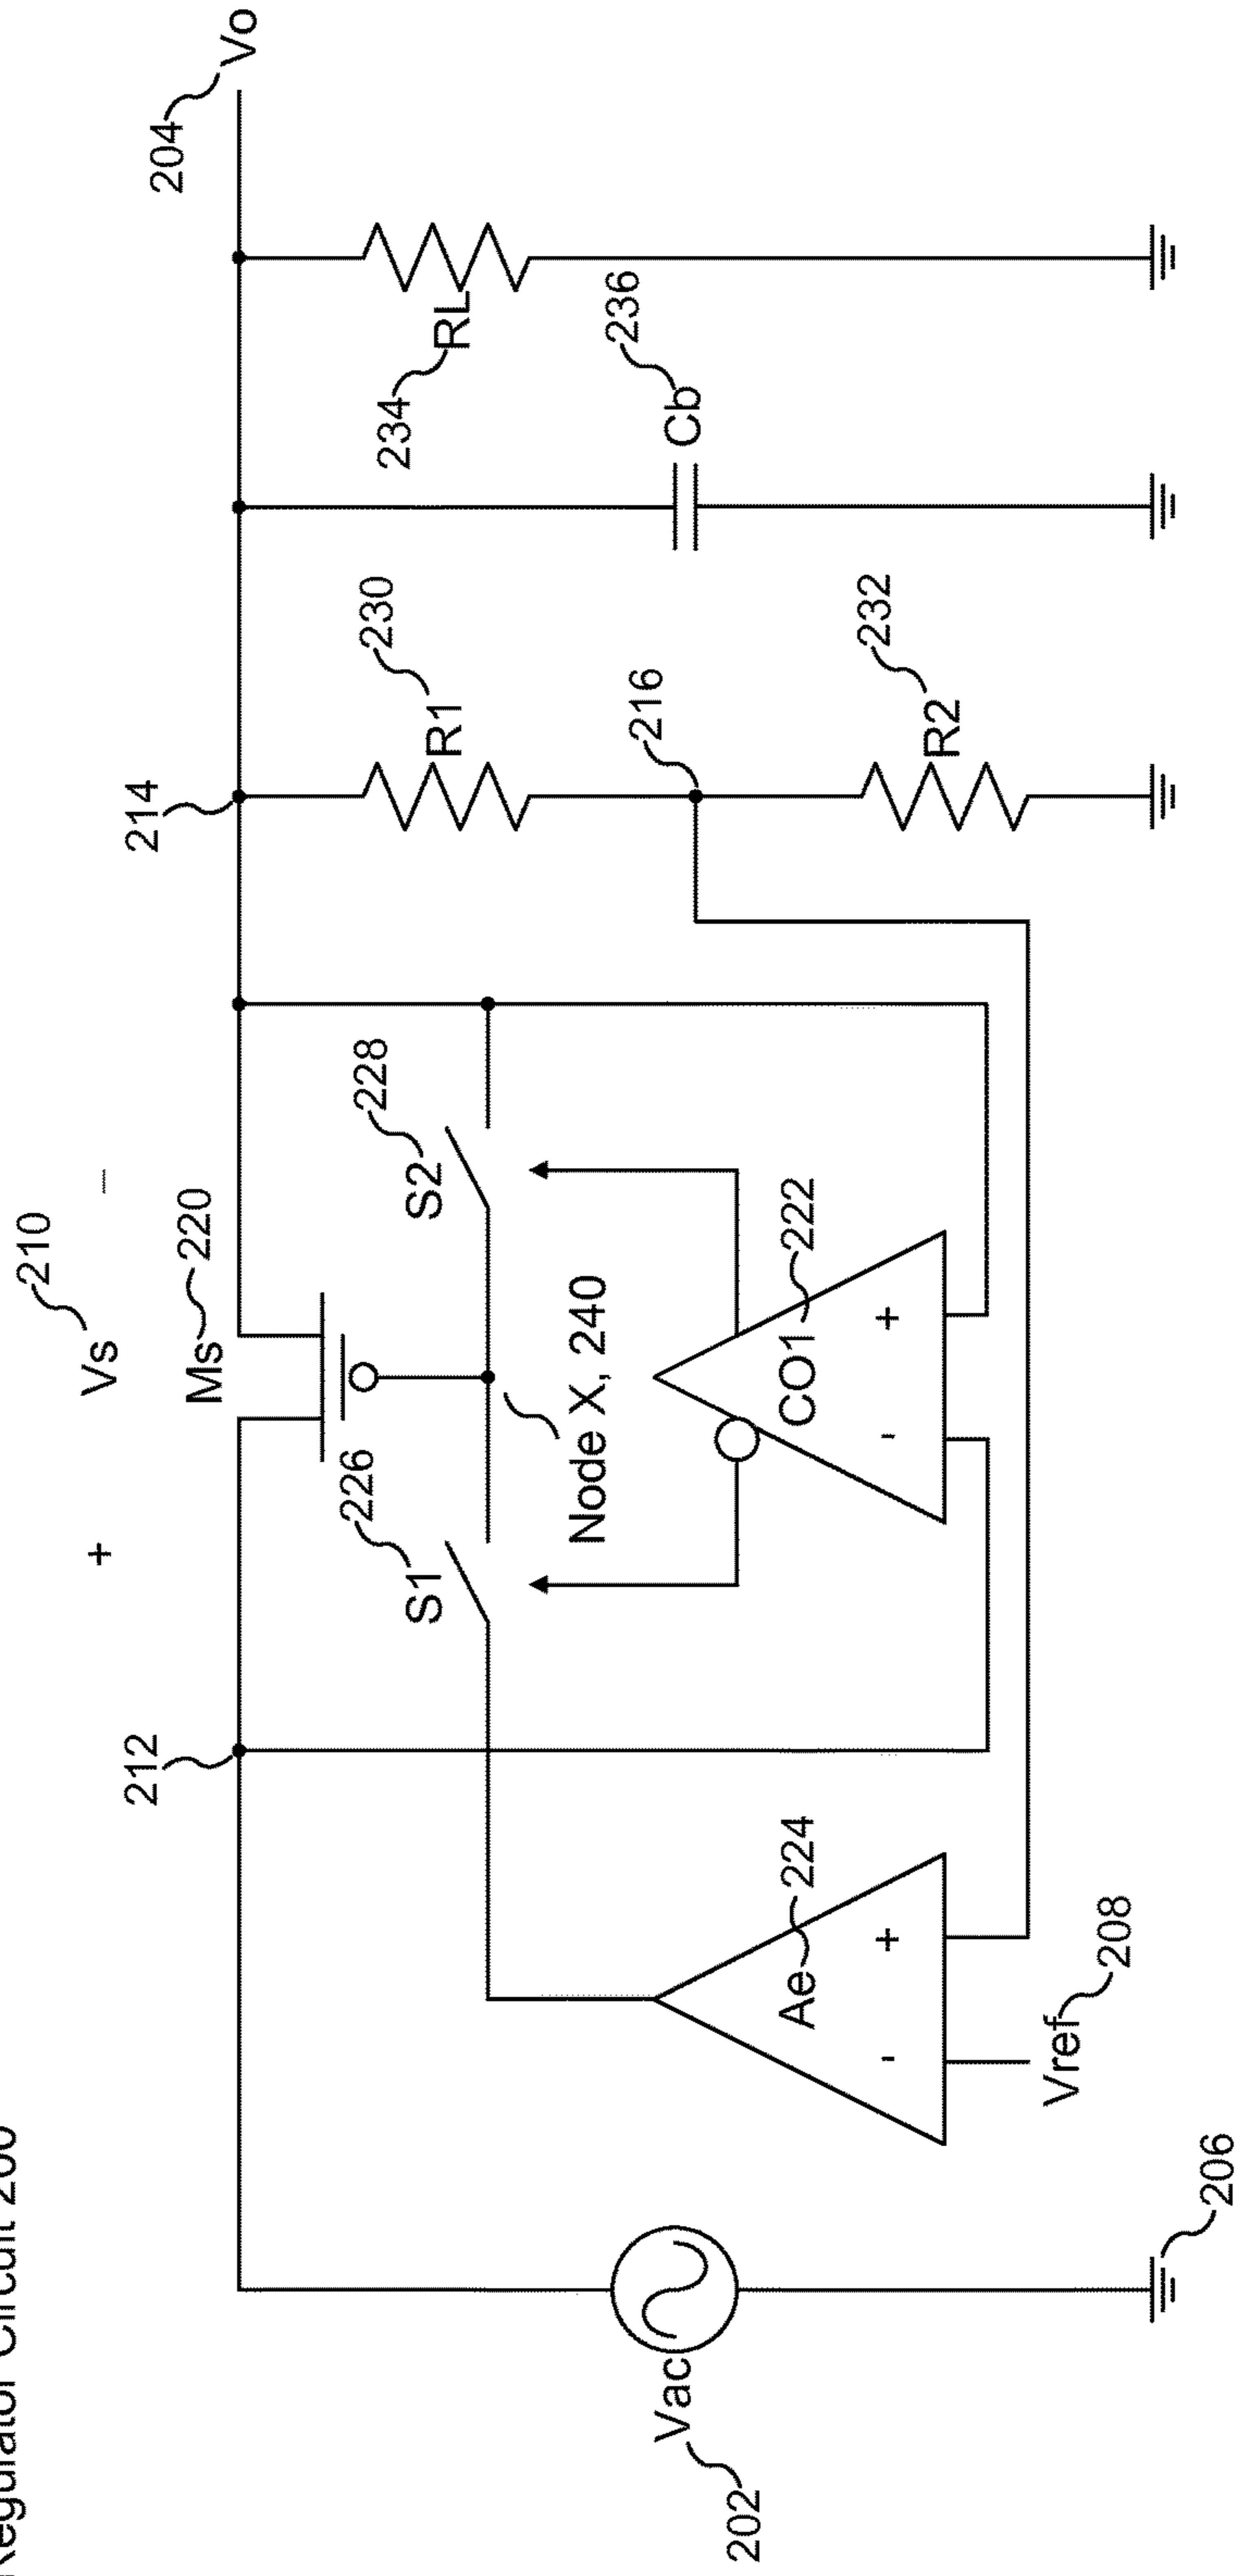 Regulator Circuit 200
Vs 210
+
–
Ms 220
212
214
204
Vo
S1 226
S2 228
Node X, 240
R1 230
RL
234
216
Cb
236
Vac
202
Ae 224
-
+
CO1 222
-
+
R2 232
Vref 208
206